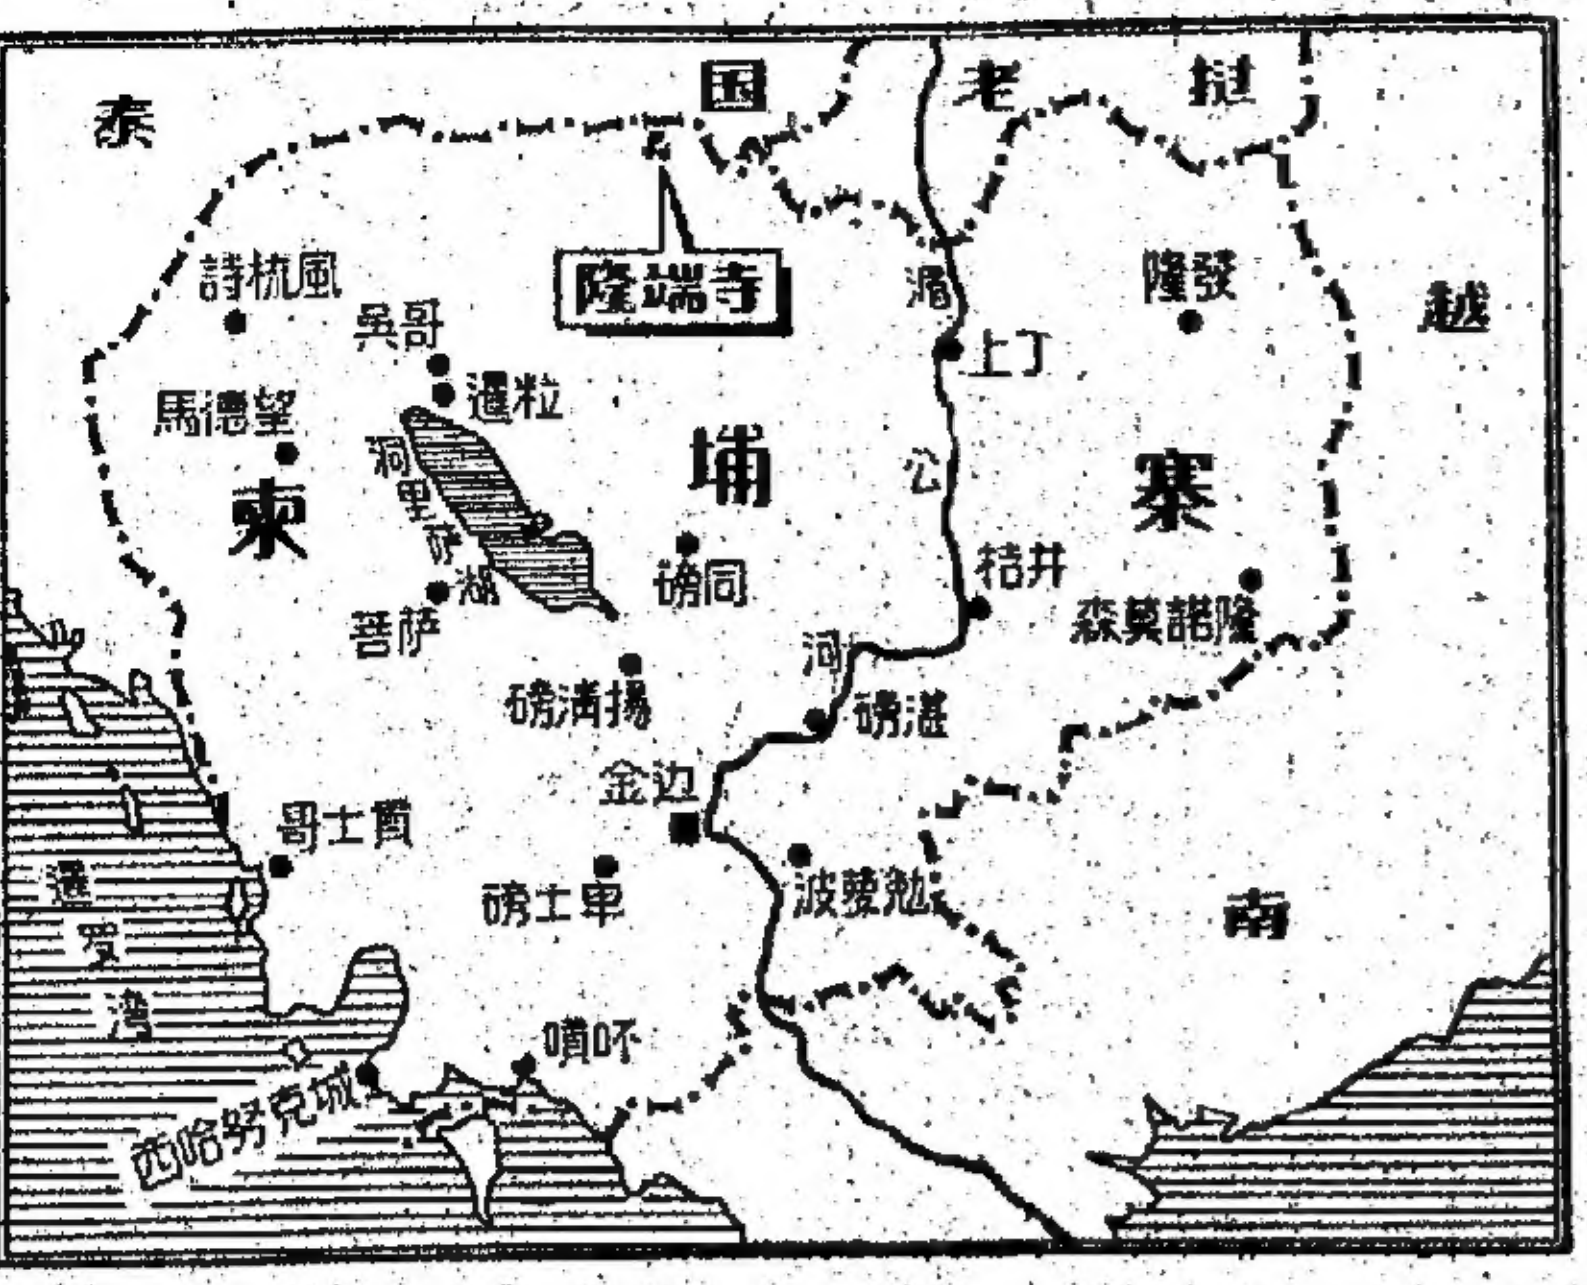 泰国
老挝
隆端寺
詩梳風
吳哥
暹粒
馬德望
洞里萨湖
湄公河
上丁
隆發
越南
柬埔寨
磅同
桔井
菩萨
森莫諾隆
磅清揚
磅湛
金边
哥士貢
磅士卑
波蘿勉
暹罗湾
嗊吥
西哈努克城